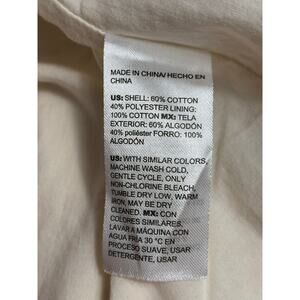 MADE IN CHINA/ HECHO EN
CHINA
US: SHELL: 60% COTTON
40% POLYESTER LINING:
100% COTTON MX: TELA
EXTERIOR: 60% ALGODÓN
40% poliéster FORRO: 100%
ALGODÓN
US: WITH SIMILAR COLORS,
MACHINE WASH COLD,
GENTLE CYCLE, ONLY
NON-CHLORINE BLEACH,
TUMBLE DRY LOW, WARM
IRON, MAY BE DRY
CLEANED. MX: CON
COLORES SIMILARES,
LAVAR A MÁQUINA CON
AGUA FRÍA 30 °C EN
PROCESO SUAVE, USAR
DETERGENTE, USAR